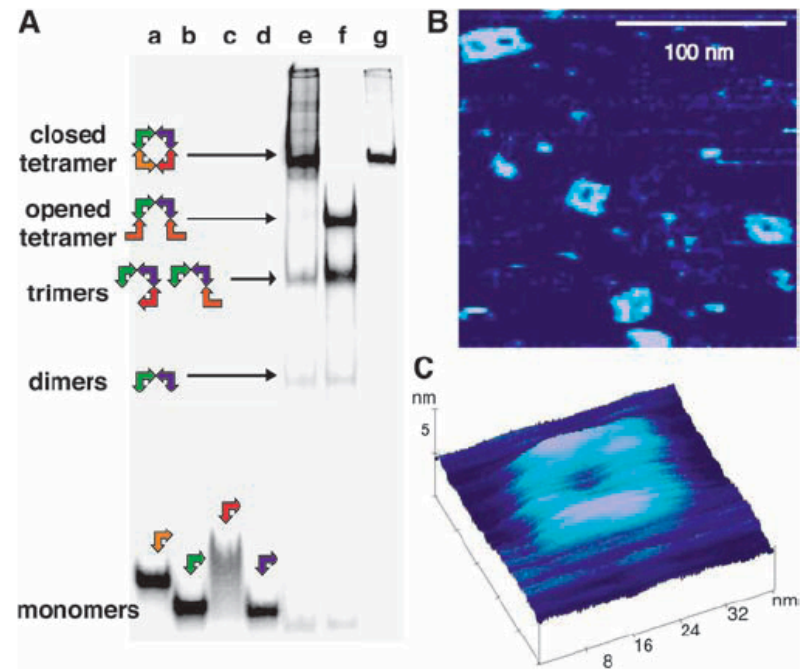 A
a b c d e f g
closed
tetramer
opened
tetramer
trimers
dimers
monomers
B
100 nm
C
nm
5
8 16 24 32 nm